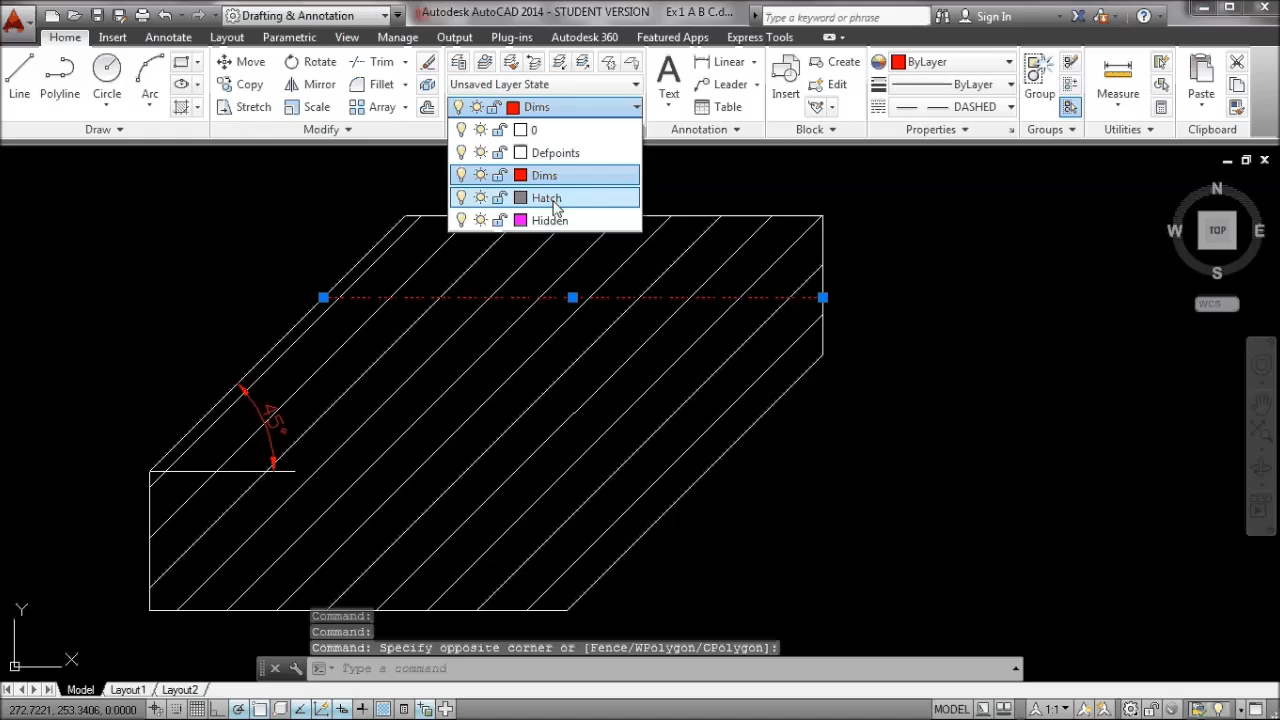 Drafting & Annotation
Autodesk AutoCAD 2014 - STUDENT VERSION Ex 1 A B C.d...
Type a keyword or phrase
Sign In
Home Insert Annotate Layout Parametric View Manage Output Plug-ins Autodesk 360 Featured Apps Express Tools
Line
Polyline
Circle
Arc
Draw
Move Rotate Trim
Copy Mirror Fillet
Stretch Scale Array
Modify
Unsaved Layer State
Dims
0
Defpoints
Dims
Hatch
Hidden
Text
Linear
Leader
Table
Annotation
Insert
Create
Edit
Block
ByLayer
ByLayer
DASHED
Properties
Group
Groups
Measure
Utilities
Paste
Clipboard
N
W TOP E
S
WCS
45°
Y
X
Command:
Command:
Command: Specify opposite corner or [Fence/WPolygon/CPolygon]:
Type a command
Model Layout1 Layout2
272.7221, 253.3406, 0.0000
MODEL
1:1